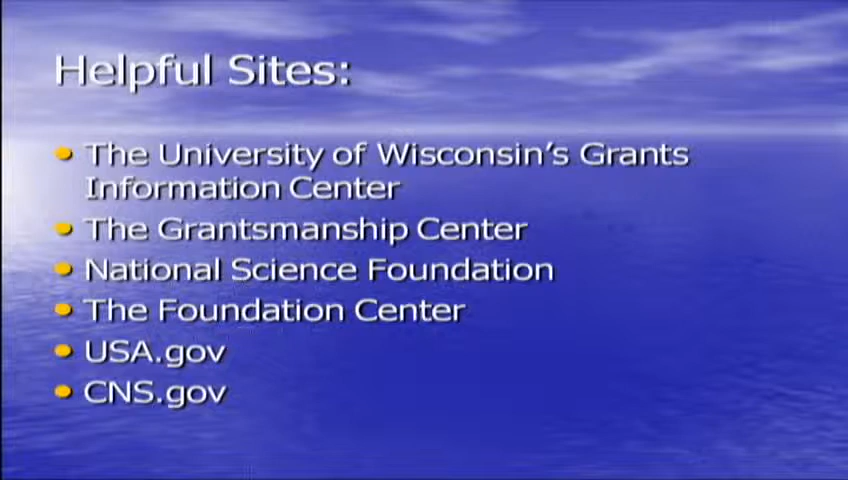 Helpful Sites:
The University of Wisconsin's Grants
Information Center
The Grantsmanship Center
National Science Foundation
The Foundation Center
USA.gov
CNS.gov